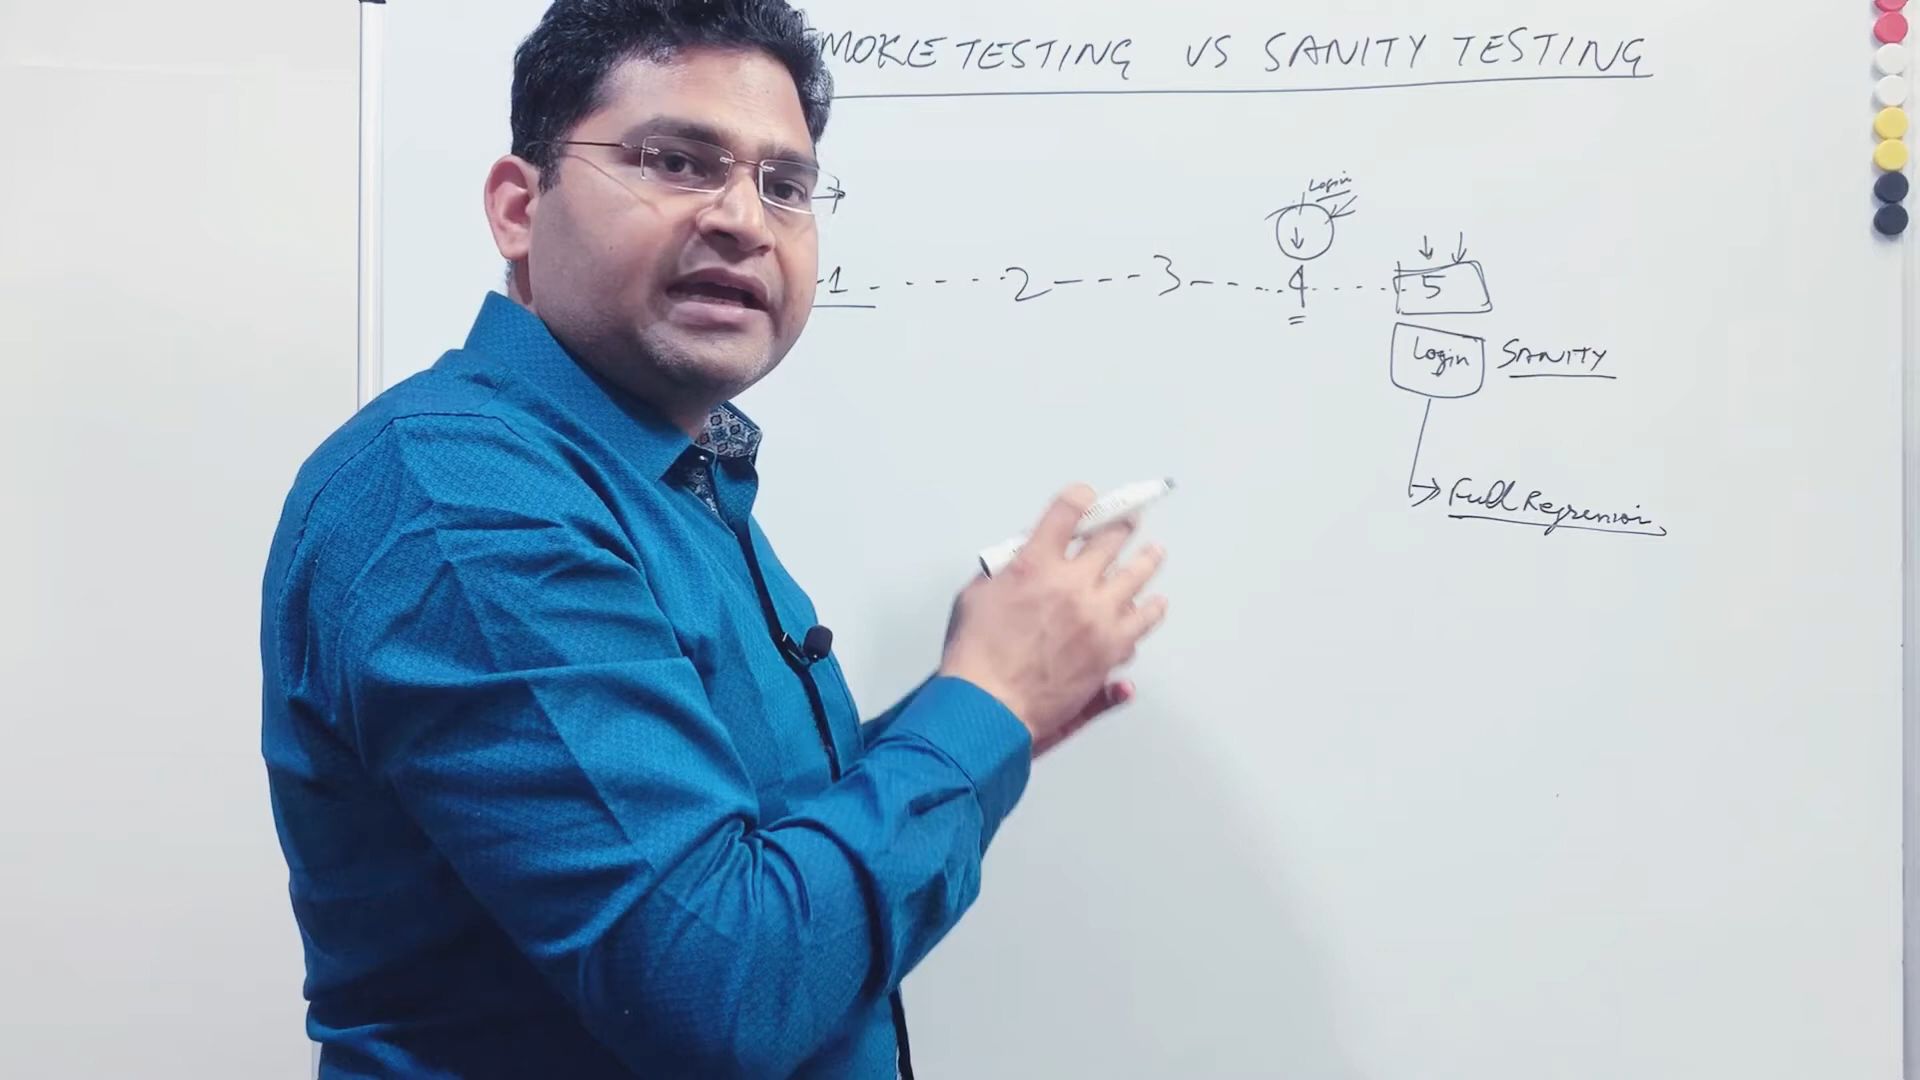 MOKE TESTING VS SANITY TESTING
Login
1 2 3 4 5
Login SANITY
Full Regression